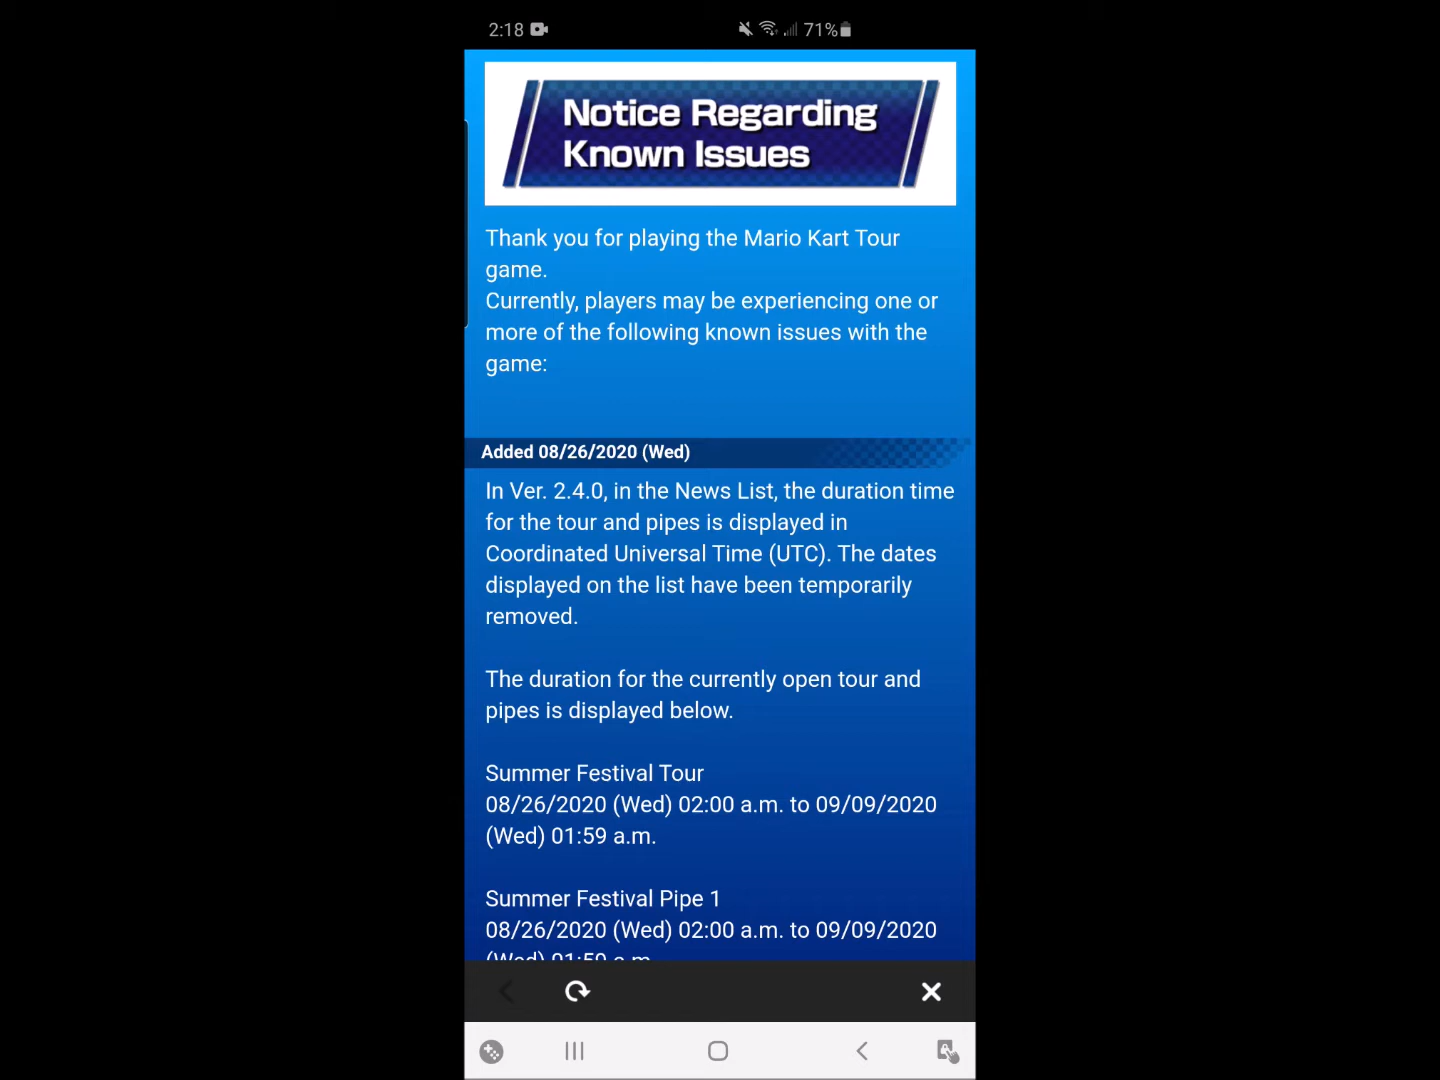 2:18
71%
Notice Regarding
Known Issues
Thank you for playing the Mario Kart Tour
game.
Currently, players may be experiencing one or
more of the following known issues with the
game:
Added 08/26/2020 (Wed)
In Ver. 2.4.0, in the News List, the duration time
for the tour and pipes is displayed in
Coordinated Universal Time (UTC). The dates
displayed on the list have been temporarily
removed.
The duration for the currently open tour and
pipes is displayed below.
Summer Festival Tour
08/26/2020 (Wed) 02:00 a.m. to 09/09/2020
(Wed) 01:59 a.m.
Summer Festival Pipe 1
08/26/2020 (Wed) 02:00 a.m. to 09/09/2020
(Wed) 01:59 a.m.